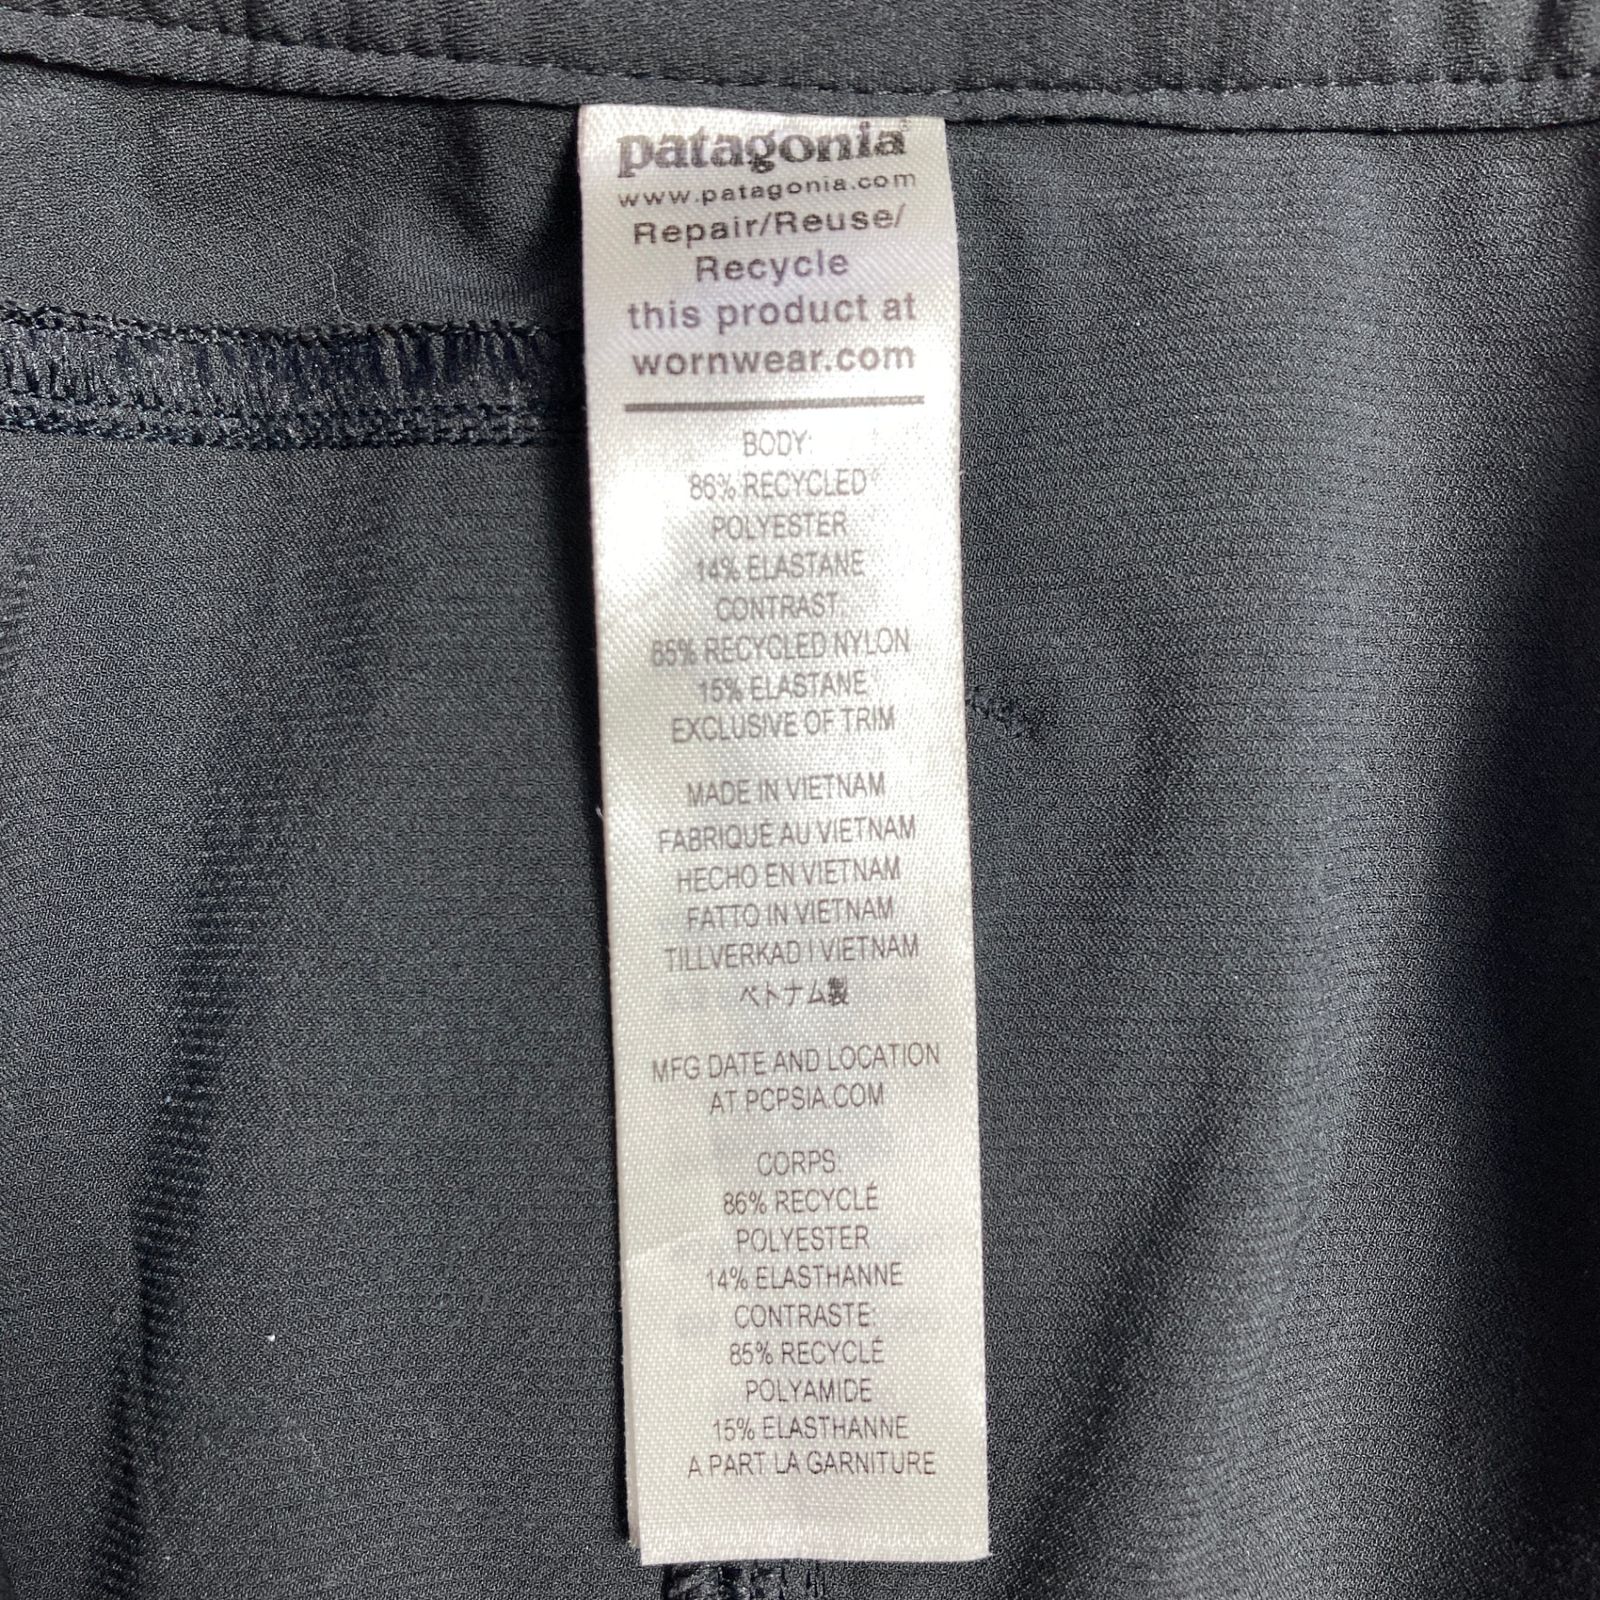 patagonia®
www.patagonia.com
Repair/Reuse/
Recycle
this product at
wornwear.com
BODY:
86% RECYCLED
POLYESTER
14% ELASTANE
CONTRAST:
85% RECYCLED NYLON
15% ELASTANE
EXCLUSIVE OF TRIM
MADE IN VIETNAM
FABRIQUÉ AU VIETNAM
HECHO EN VIETNAM
FATTO IN VIETNAM
TILLVERKAD I VIETNAM
ベトナム製
MFG DATE AND LOCATION
AT PCPSIA.COM
CORPS:
86% RECYCLÉ
POLYESTER
14% ELASTHANNE
CONTRASTE:
85% RECYCLÉ
POLYAMIDE
15% ELASTHANNE
A PART LA GARNITURE